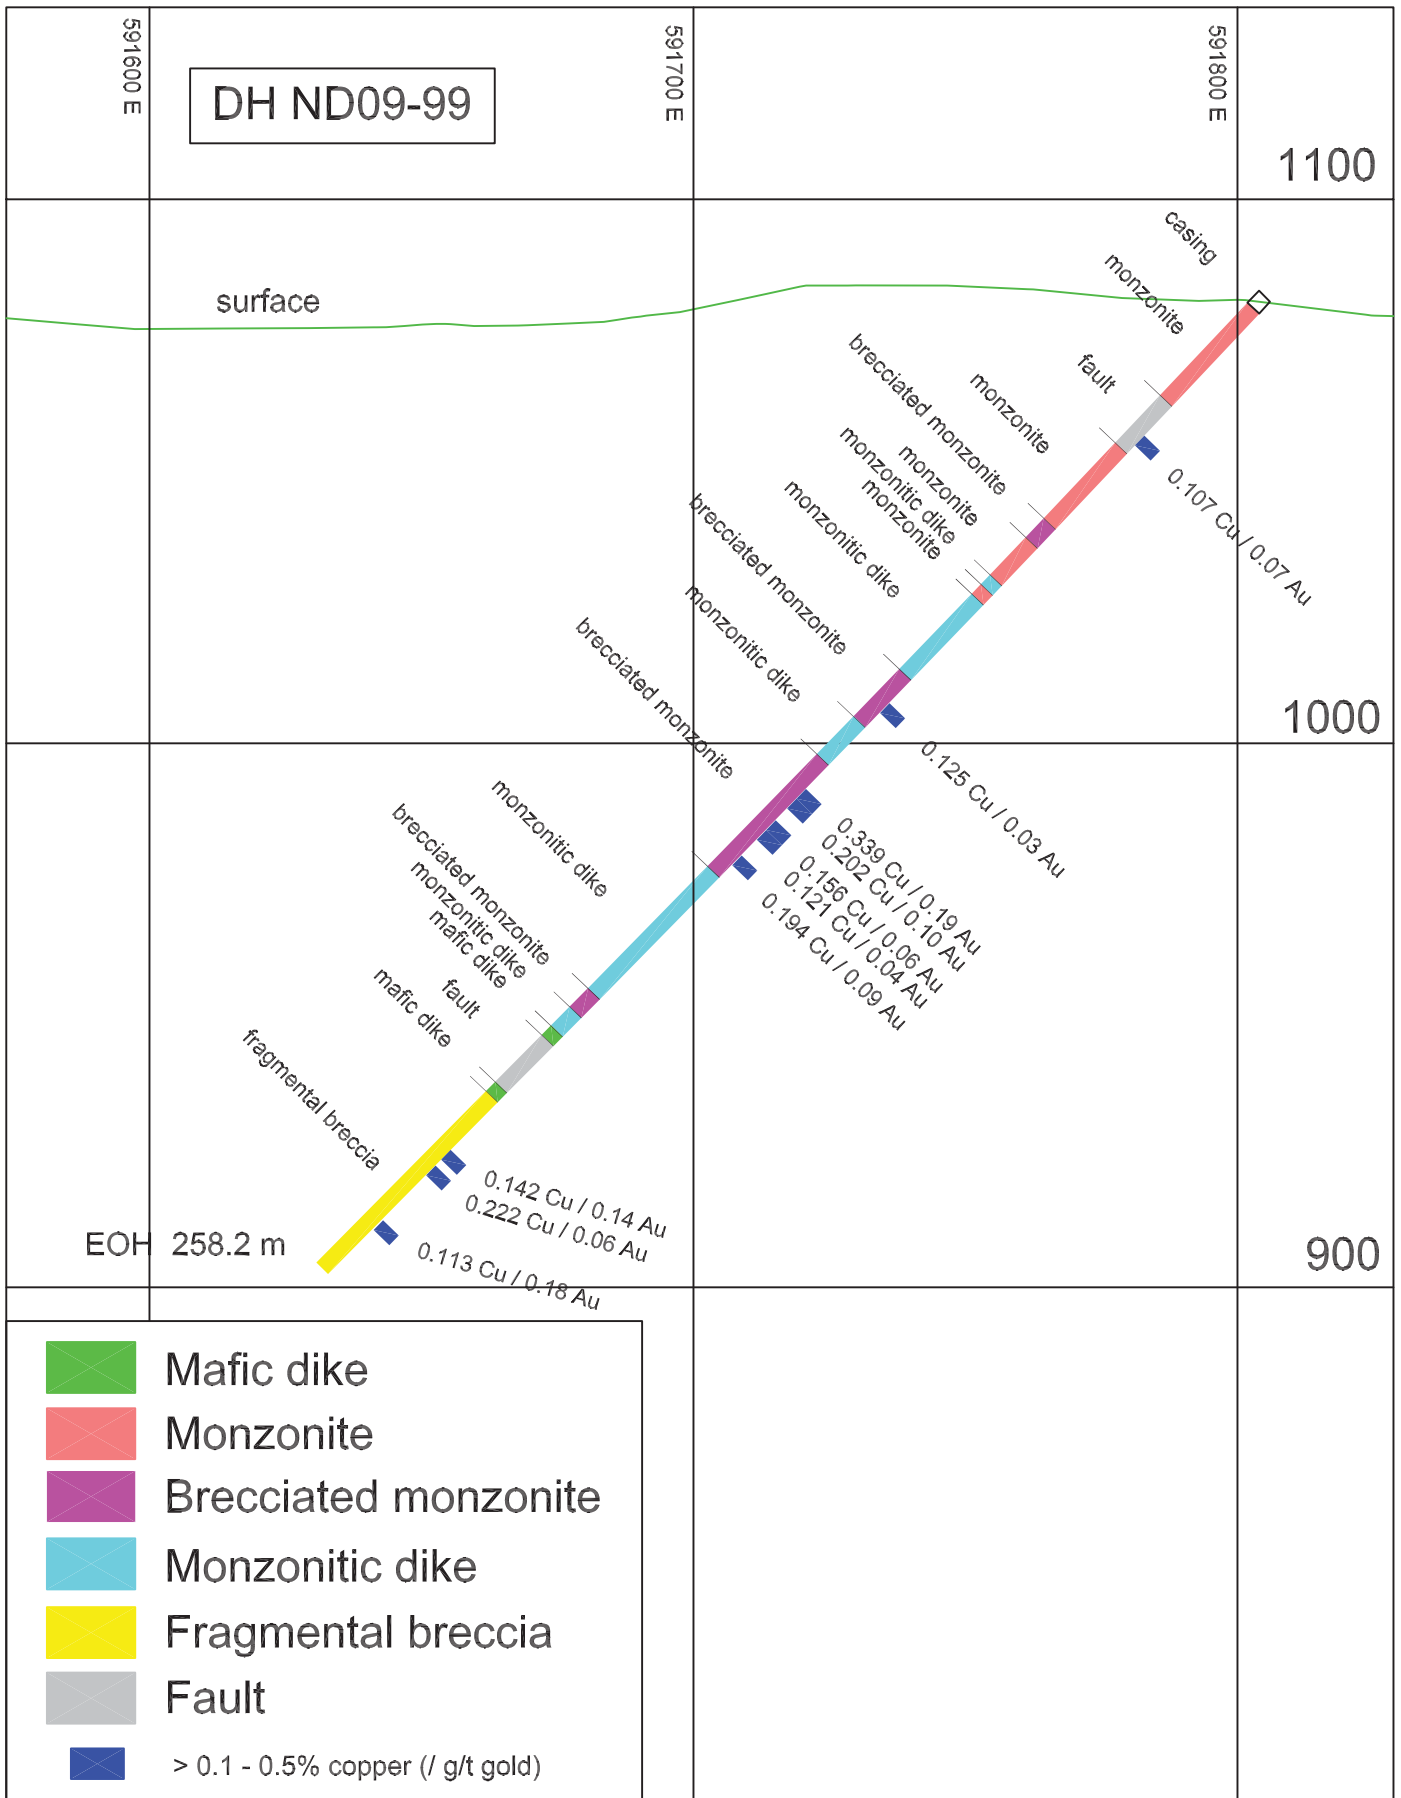 591600 E
591700 E
591800 E
DH ND09-99
1100
casing
monzonite
surface
fault
monzonite
brecciated monzonite
monzonite
monzonitic dike
monzonite
monzonitic dike
brecciated monzonite
monzonitic dike
brecciated monzonite
0.107 Cu / 0.07 Au
1000
0.125 Cu / 0.03 Au
0.339 Cu / 0.19 Au
0.202 Cu / 0.10 Au
0.156 Cu / 0.06 Au
0.121 Cu / 0.04 Au
0.194 Cu / 0.09 Au
monzonitic dike
brecciated monzonite
monzonitic dike
mafic dike
fault
mafic dike
fragmental breccia
0.142 Cu / 0.14 Au
0.222 Cu / 0.06 Au
0.113 Cu / 0.18 Au
EOH 258.2 m
900
Mafic dike
Monzonite
Brecciated monzonite
Monzonitic dike
Fragmental breccia
Fault
> 0.1 - 0.5% copper (/ g/t gold)